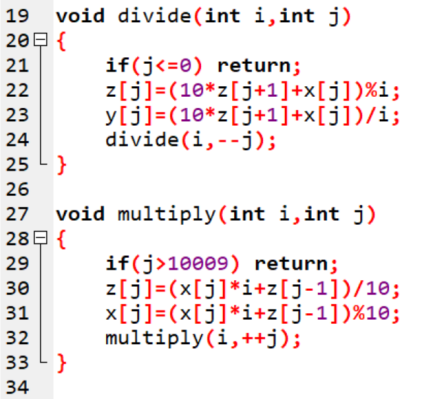 19 void divide(int i,int j)
20 {
21 if(j<=0) return;
22 z[j]=(10*z[j+1]+x[j])%i;
23 y[j]=(10*z[j+1]+x[j])/i;
24 divide(i,--j);
25 }
26
27 void multiply(int i,int j)
28 {
29 if(j>10009) return;
30 z[j]=(x[j]*i+z[j-1])/10;
31 x[j]=(x[j]*i+z[j-1])%10;
32 multiply(i,++j);
33 }
34